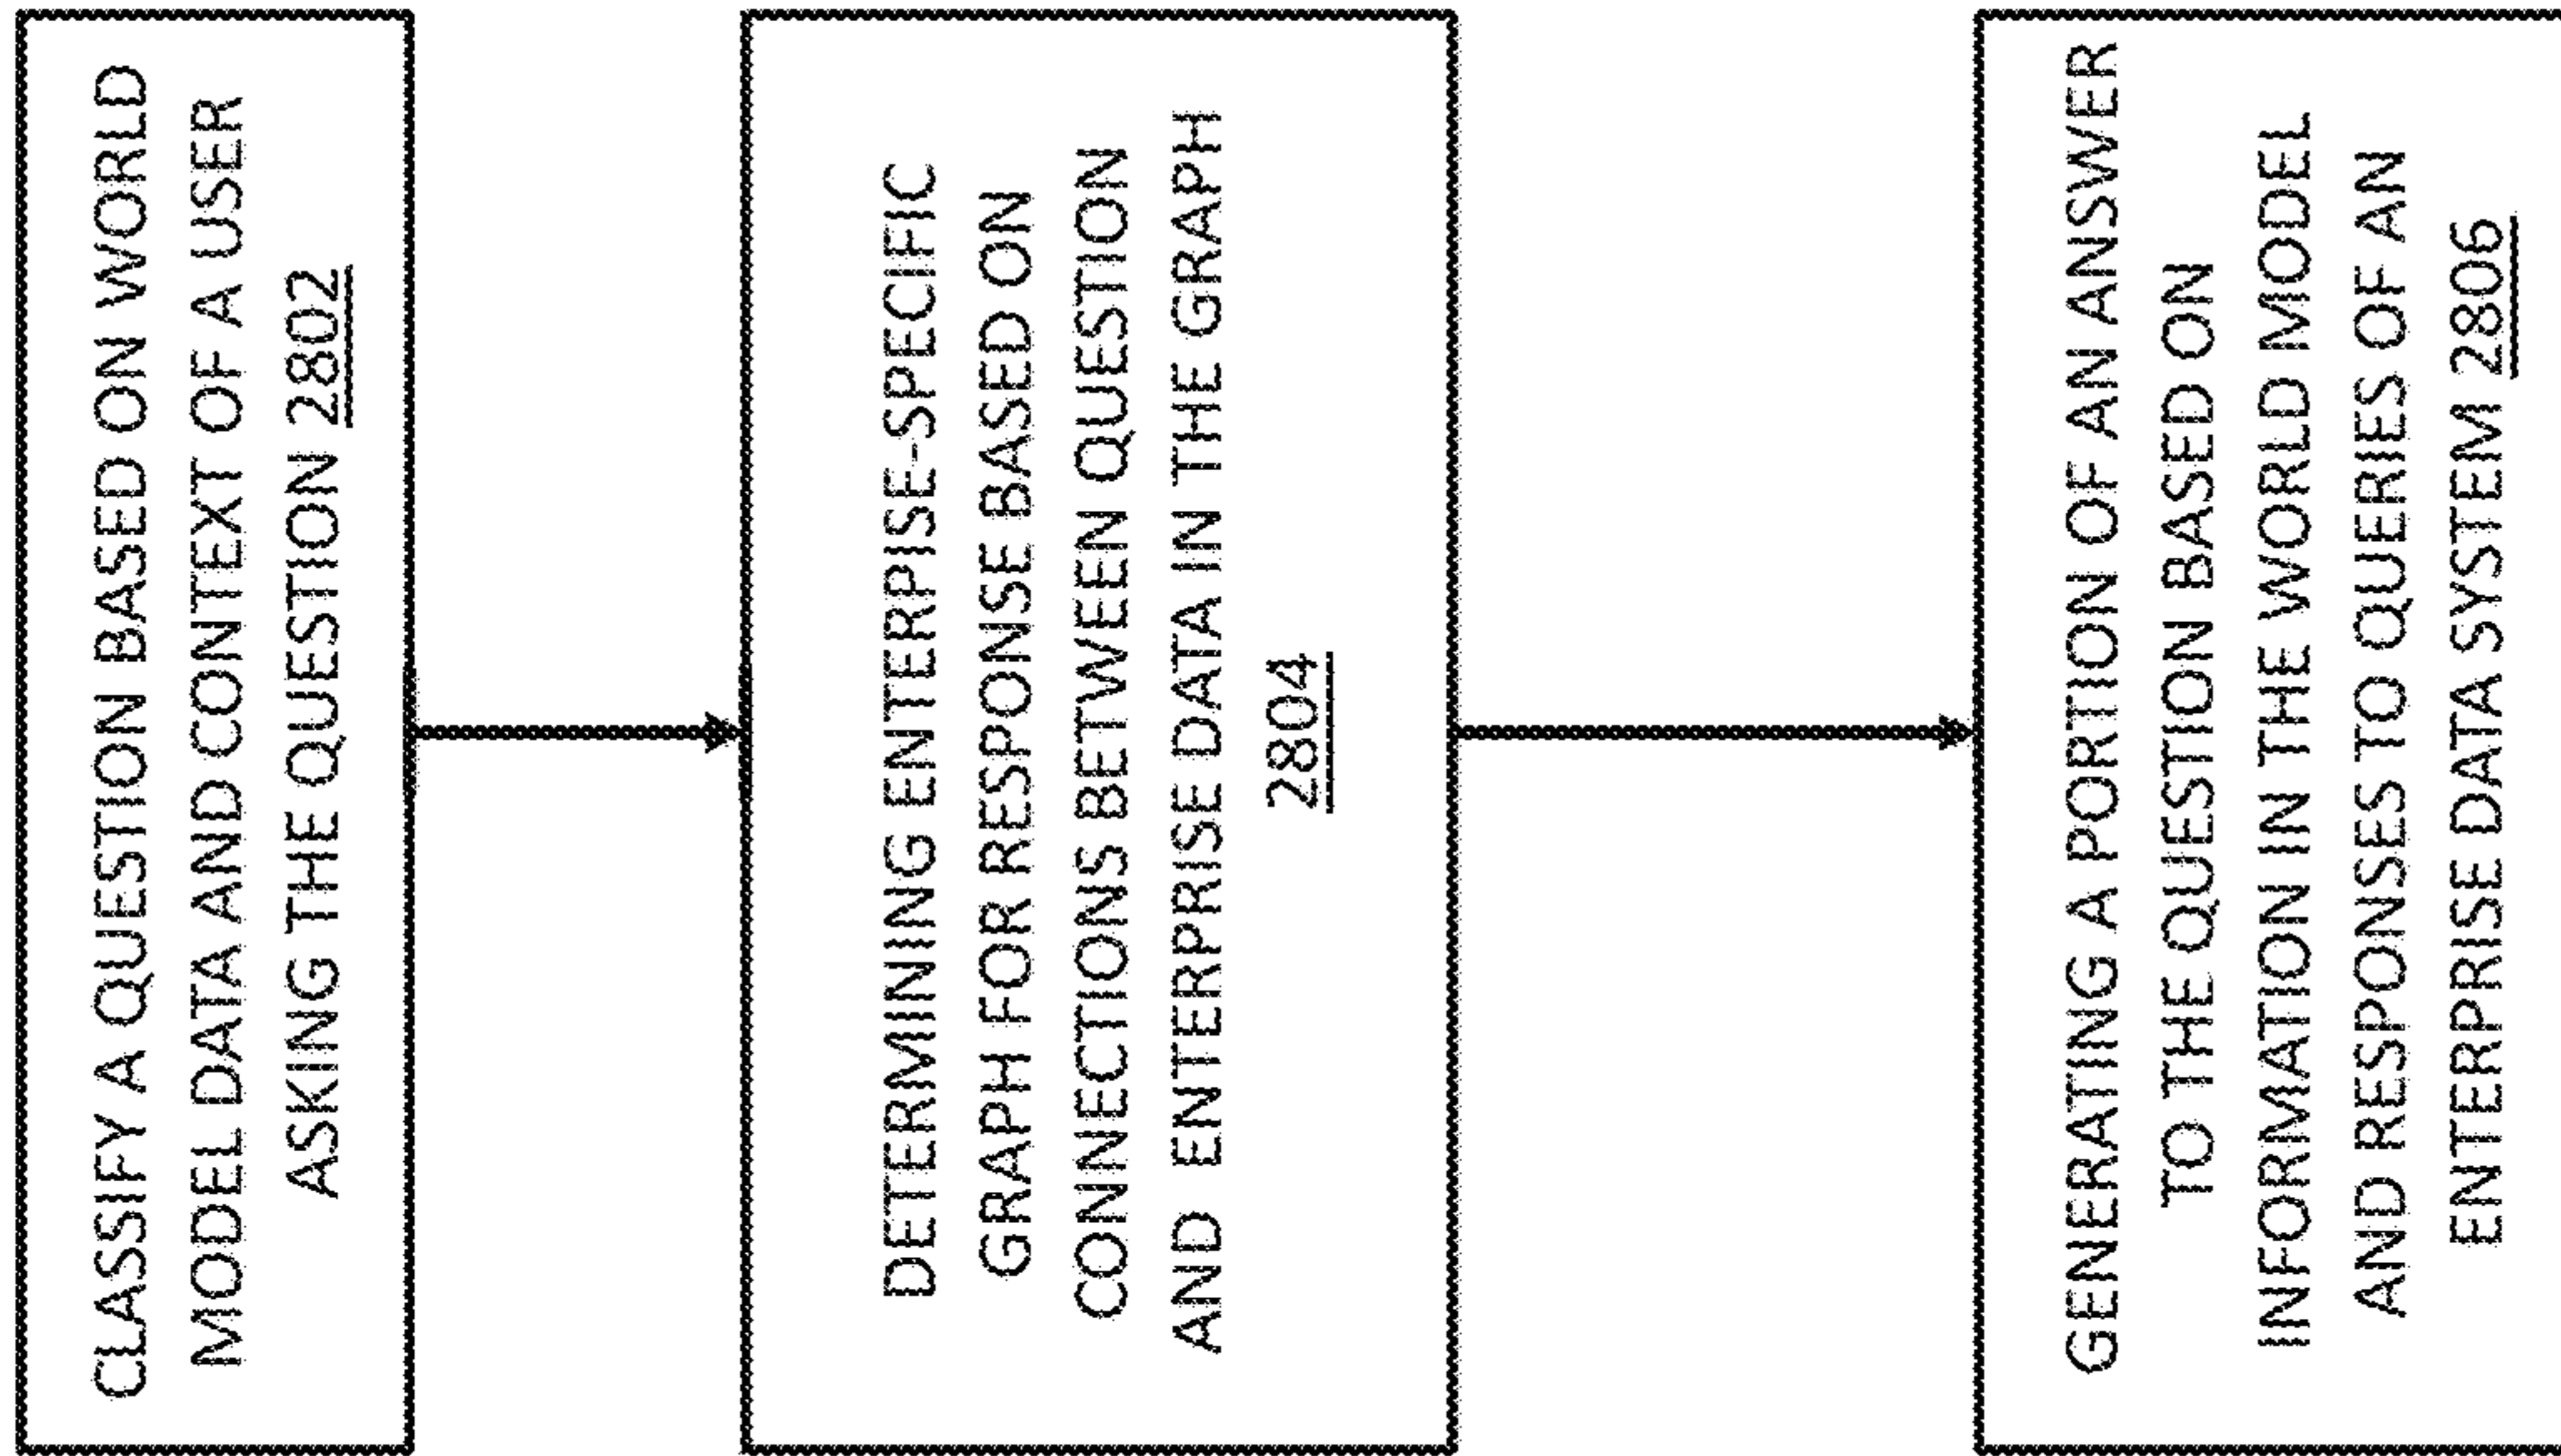 CLASSIFY A QUESTION BASED ON WORLD
MODEL DATA AND CONTEXT OF A USER
ASKING THE QUESTION 2802
DETERMINING ENTERPISE-SPECIFIC
GRAPH FOR RESPONSE BASED ON
CONNECTIONS BETWEEN QUESTION
AND ENTERPRISE DATA IN THE GRAPH
2804
GENERATING A PORTION OF AN ANSWER
TO THE QUESTION BASED ON
INFORMATION IN THE WORLD MODEL
AND RESPONSES TO QUERIES OF AN
ENTERPRISE DATA SYSTEM 2806